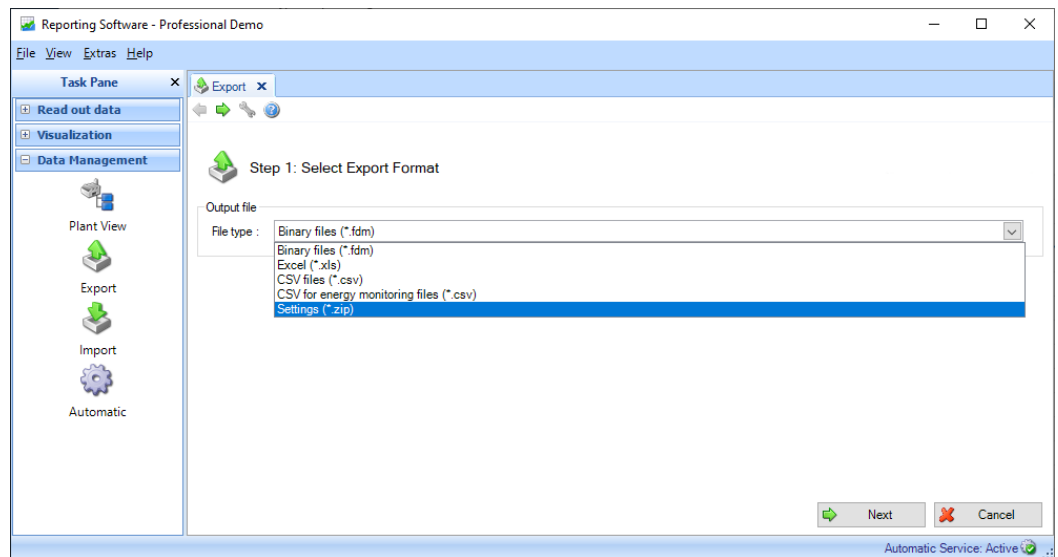 Reporting Software - Professional Demo
File View Extras Help
Task Pane
Export
Read out data
Visualization
Data Management
Plant View
Export
Import
Automatic
Step 1: Select Export Format
Output file
File type : Binary files (*.fdm)
Binary files (*.fdm)
Excel (*.xls)
CSV files (*.csv)
CSV for energy monitoring files (*.csv)
Settings (*.zip)
Next Cancel
Automatic Service: Active